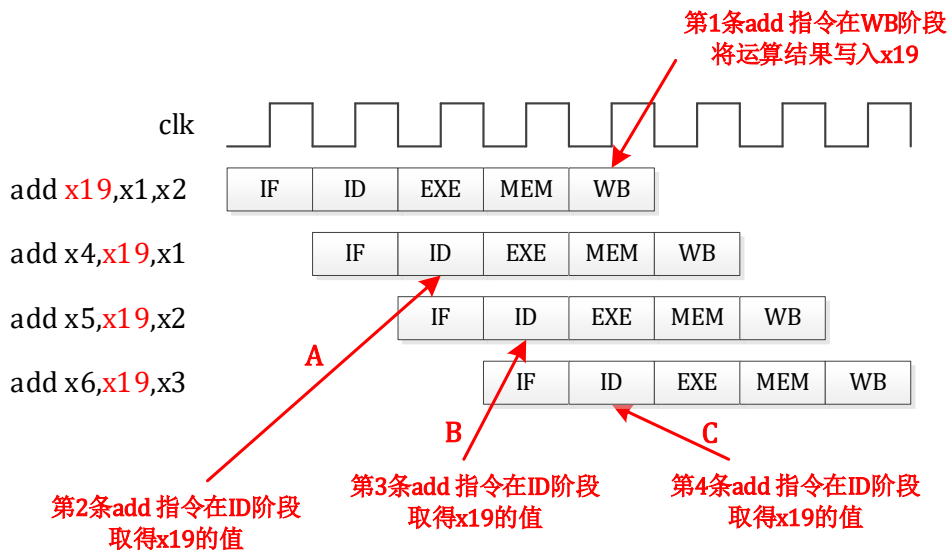 第1条add 指令在WB阶段
将运算结果写入x19
clk
add x19,x1,x2
IF ID EXE MEM WB
add x4,x19,x1
IF ID EXE MEM WB
add x5,x19,x2
IF ID EXE MEM WB
A
add x6,x19,x3
IF ID EXE MEM WB
B
C
第2条add 指令在ID阶段
取得x19的值
第3条add 指令在ID阶段
取得x19的值
第4条add 指令在ID阶段
取得x19的值